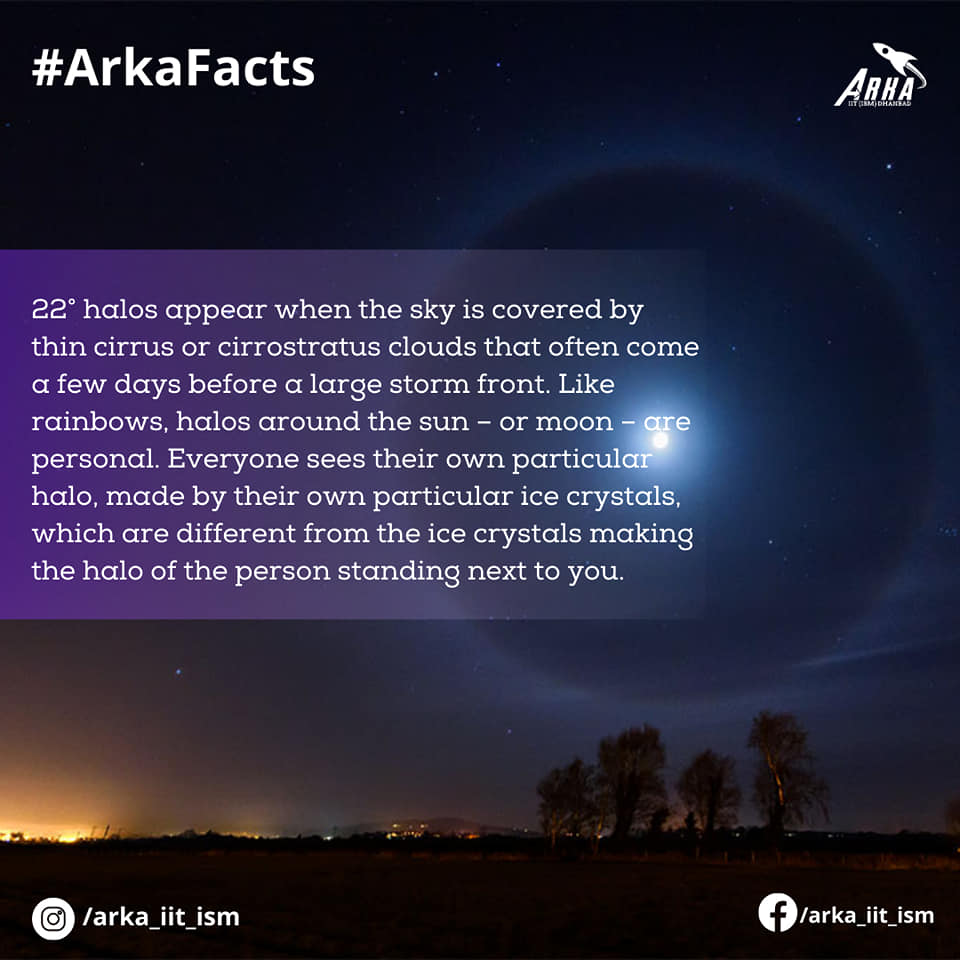 #ArkaFacts
ARKA
IIT (ISM) DHANBAD
22° halos appear when the sky is covered by
thin cirrus or cirrostratus clouds that often come
a few days before a large storm front. Like
rainbows, halos around the sun – or moon – are
personal. Everyone sees their own particular
halo, made by their own particular ice crystals,
which are different from the ice crystals making
the halo of the person standing next to you.
/arka_iit_ism
/arka_iit_ism